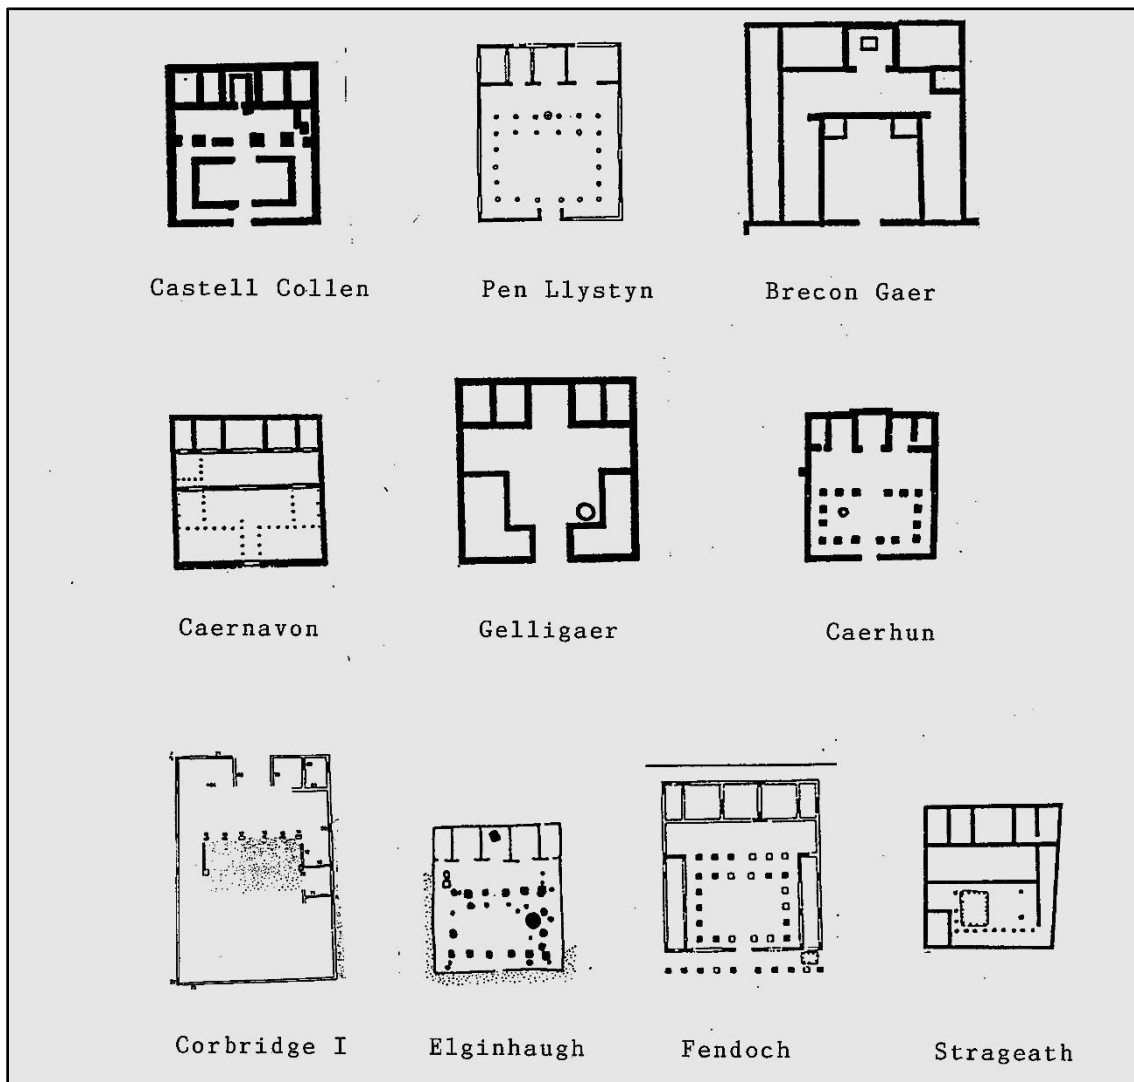 Castell Collen
Pen Llystyn
Brecon Gaer
Caernavon
Gelligaer
Caerhun
Corbridge I
Elginhaugh
Fendoch
Strageath